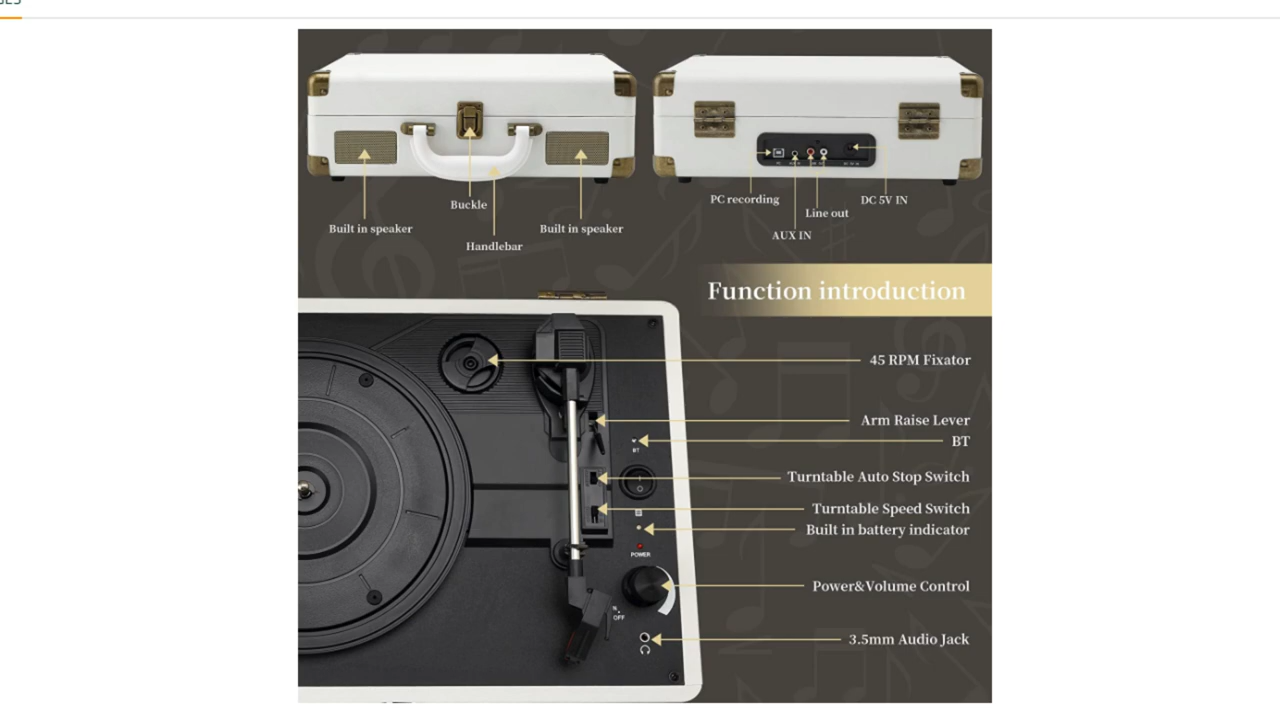 PC recording
DC 5V IN
Buckle
Line out
Built in speaker
Built in speaker
AUX IN
Handlebar
Function introduction
45 RPM Fixator
Arm Raise Lever
BT
BT
Turntable Auto Stop Switch
Turntable Speed Switch
Built in battery indicator
POWER
Power&Volume Control
OFF
3.5mm Audio Jack